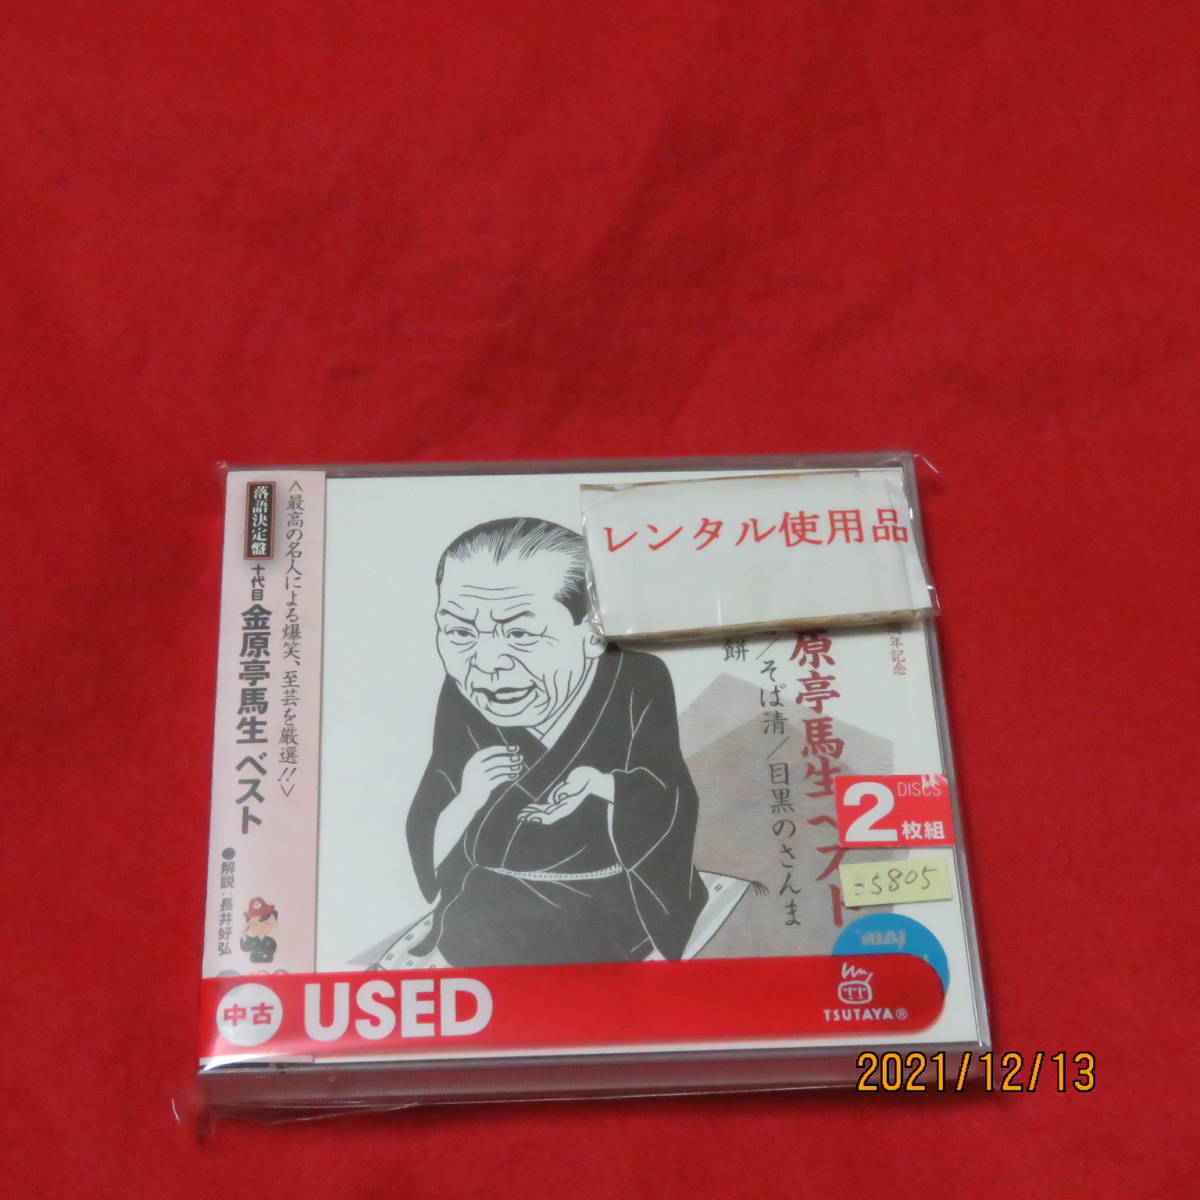 落語決定盤
十代目 金原亭馬生 ベスト
<最高の名人による爆笑、至芸を厳選!!>
●解説:長井好弘
レンタル使用品
周年記念
原亭馬生 ベスト
/そば清/目黒のさんま
餅
2 DISCS
枚組
35805
中古 USED
TSUTAYA®
2021/12/13